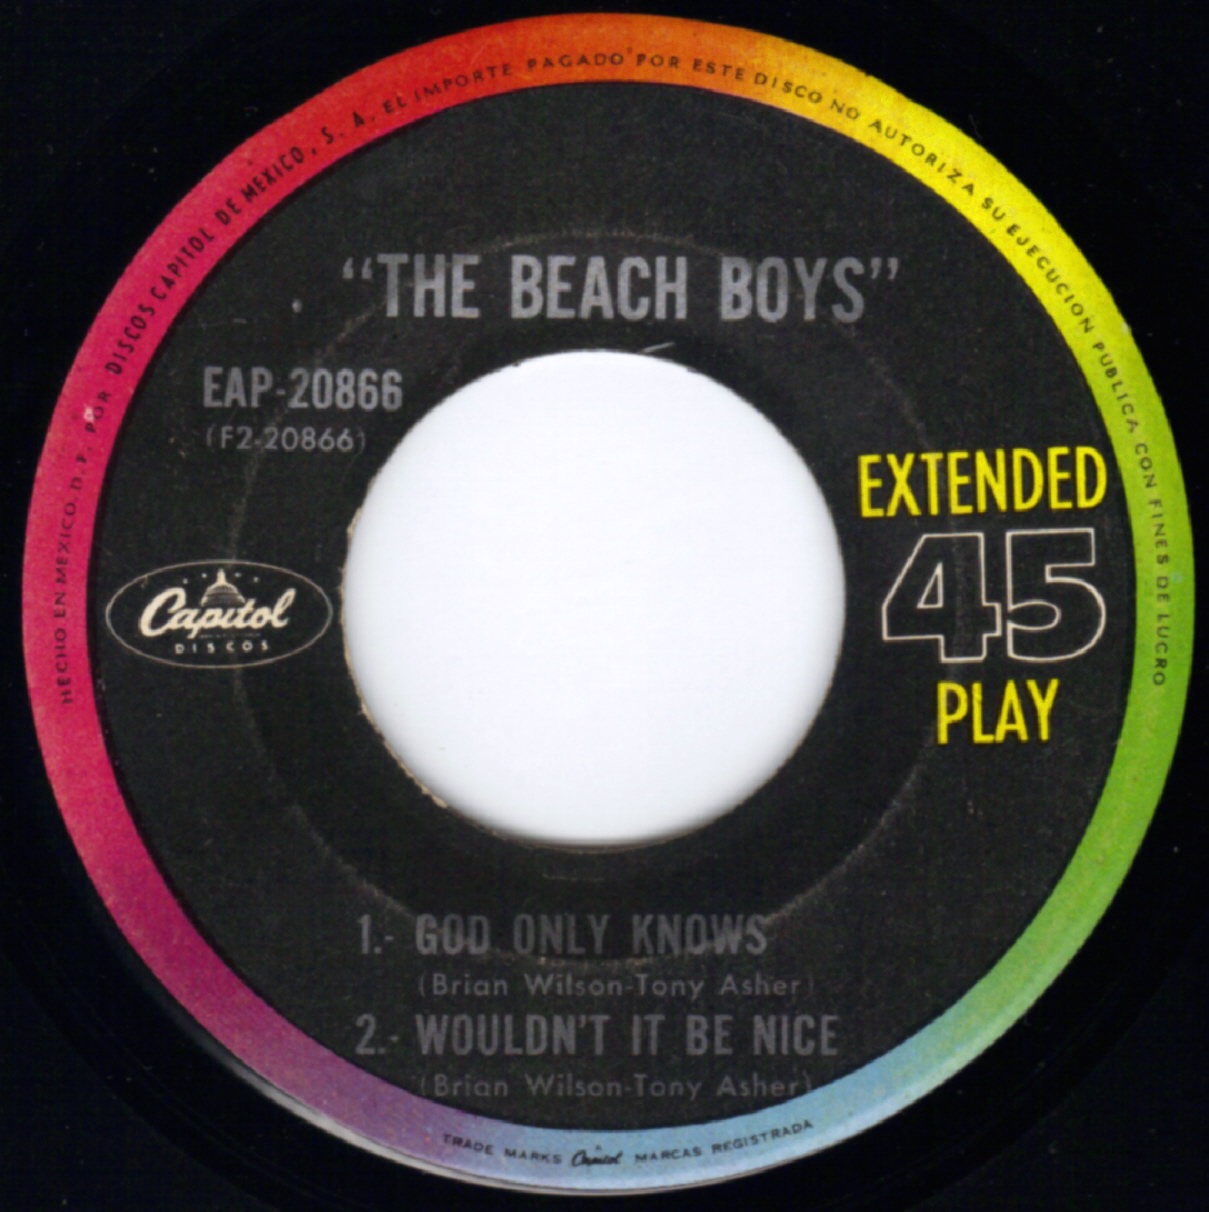 HECHO EN MEXICO, D.F. POR DISCOS CAPITOL DE MEXICO, S. A. EL IMPORTE PAGADO POR ESTE DISCO NO AUTORIZA SU EJECUCION PUBLICA CON FINES DE LUCRO
“THE BEACH BOYS”
EAP-20866
(F2-20866)
EXTENDED
45
PLAY
Capitol
DISCOS
1.- GOD ONLY KNOWS
(Brian Wilson-Tony Asher)
2.- WOULDN'T IT BE NICE
(Brian Wilson-Tony Asher)
TRADE MARKS Capitol MARCAS REGISTRADA